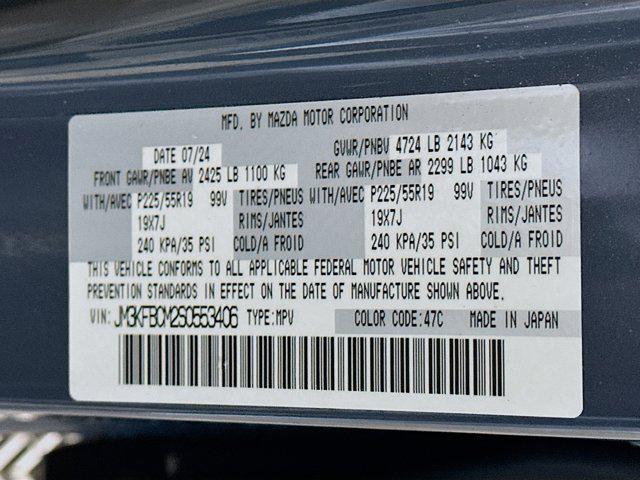 MFD. BY MAZDA MOTOR CORPORATION
DATE 07/24 GVWR/PNBV 4724 LB 2143 KG
FRONT GAWR/PNBE AV 2425 LB 1100 KG REAR GAWR/PNBE AR 2299 LB 1043 KG
WITH/AVEC P225/55R19 99V TIRES/PNEUS WITH/AVEC P225/55R19 99V TIRES/PNEUS
19X7J RIMS/JANTES 19X7J RIMS/JANTES
240 KPA/35 PSI COLD/A FROID 240 KPA/35 PSI COLD/A FROID
THIS VEHICLE CONFORMS TO ALL APPLICABLE FEDERAL MOTOR VEHICLE SAFETY AND THEFT
PREVENTION STANDARDS IN EFFECT ON THE DATE OF MANUFACTURE SHOWN ABOVE.
VIN: JM3KFBCM2S0553406 TYPE:MPV COLOR CODE:47C MADE IN JAPAN